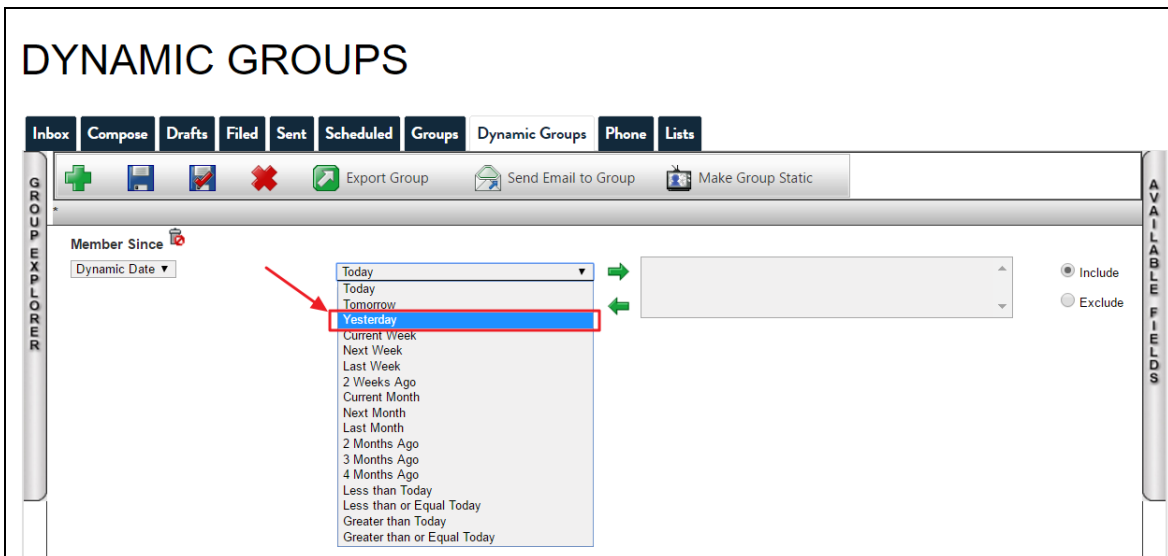 DYNAMIC GROUPS
Inbox Compose Drafts Filed Sent Scheduled Groups Dynamic Groups Phone Lists
GROUP EXPLORER
Export Group Send Email to Group Make Group Static
AVAILABLE FIELDS
*
Member Since
Dynamic Date
Today
Include
Exclude
Today
Tomorrow
Yesterday
Current Week
Next Week
Last Week
2 Weeks Ago
Current Month
Next Month
Last Month
2 Months Ago
3 Months Ago
4 Months Ago
Less than Today
Less than or Equal Today
Greater than Today
Greater than or Equal Today